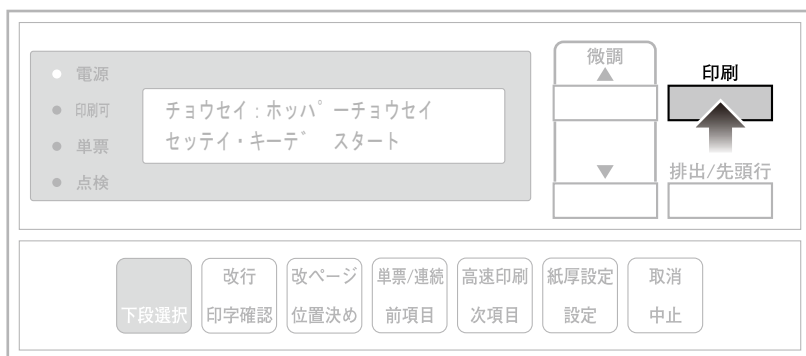 電源
印刷可
単票
点検
チョウセイ：ホッパ゜ーチョウセイ
セッテイ・キーデ゛ スタート
微調
▲
▼
印刷
排出/先頭行
下段選択
改行
印字確認
改ページ
位置決め
単票/連続
前項目
高速印刷
次項目
紙厚設定
設定
取消
中止